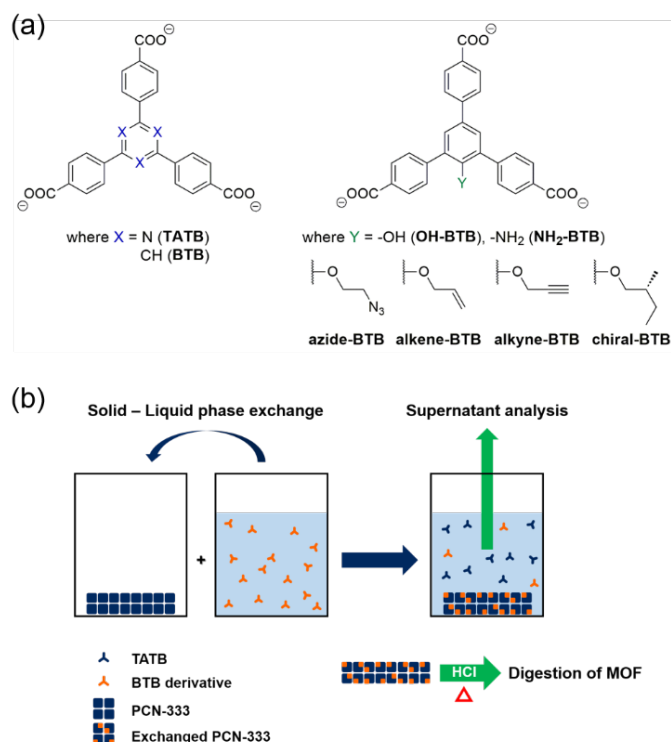 (a)
COO⊖
COO⊖
X
X
X
⊖OOC
COO⊖
⊖OOC
COO⊖
Y
where X = N (TATB)
CH (BTB)
where Y = -OH (OH-BTB), -NH₂ (NH₂-BTB)
O
N₃
O
O
O
azide-BTB alkene-BTB alkyne-BTB chiral-BTB
(b)
Solid – Liquid phase exchange
Supernatant analysis
+
TATB
BTB derivative
PCN-333
Exchanged PCN-333
HCl
Δ
Digestion of MOF